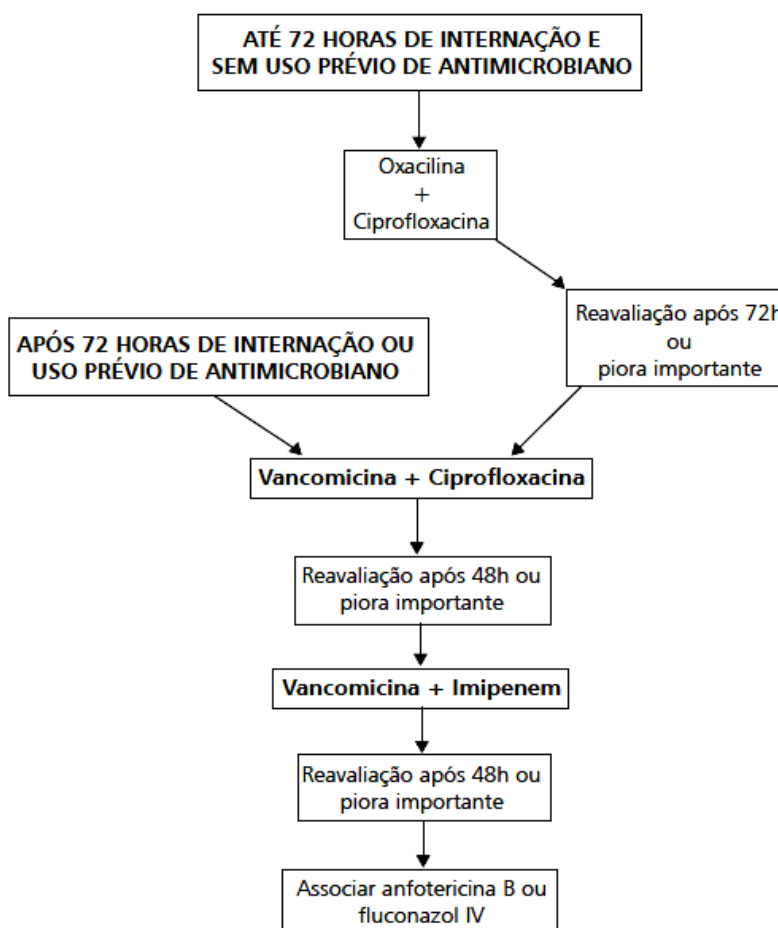 ATÉ 72 HORAS DE INTERNAÇÃO E
SEM USO PRÉVIO DE ANTIMICROBIANO
Oxacilina
+
Ciprofloxacina
Reavaliação após 72h
ou
piora importante
APÓS 72 HORAS DE INTERNAÇÃO OU
USO PRÉVIO DE ANTIMICROBIANO
Vancomicina + Ciprofloxacina
Reavaliação após 48h ou
piora importante
Vancomicina + Imipenem
Reavaliação após 48h ou
piora importante
Associar anfotericina B ou
fluconazol IV